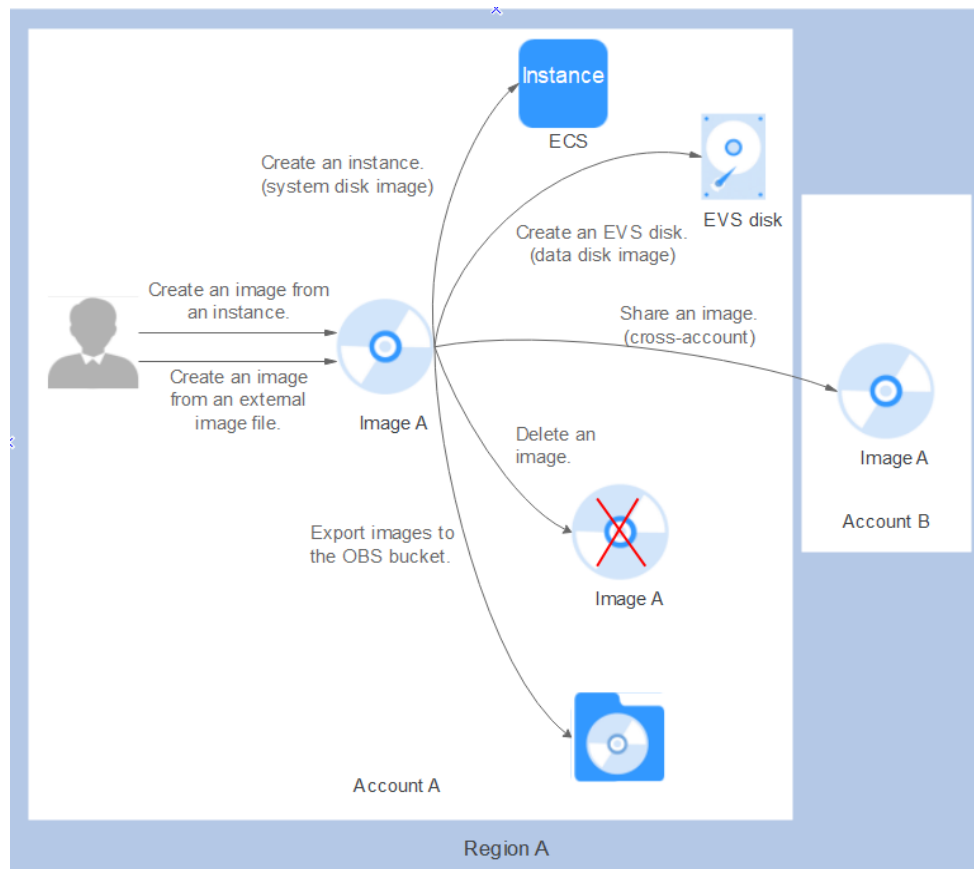 Instance
ECS
Create an instance.
(system disk image)
EVS disk
Create an EVS disk.
(data disk image)
Create an image from
an instance.
Share an image.
(cross-account)
Create an image
from an external
image file.
Image A
Delete an
image.
Image A
Account B
Export images to
the OBS bucket.
Image A
Account A
Region A